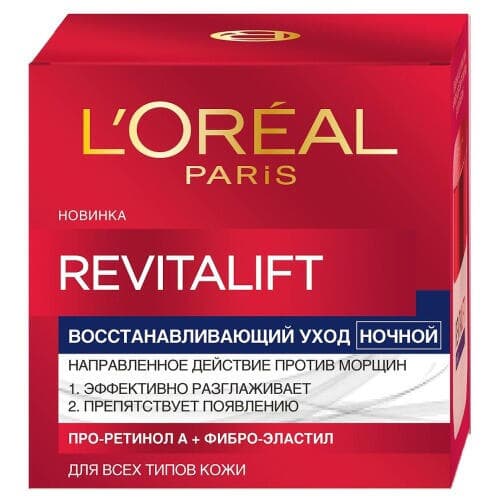 L'ORÉAL
PARiS
НОВИНКА
REVITALIFT
ВОССТАНАВЛИВАЮЩИЙ УХОД НОЧНОЙ
НАПРАВЛЕННОЕ ДЕЙСТВИЕ ПРОТИВ МОРЩИН
1. ЭФФЕКТИВНО РАЗГЛАЖИВАЕТ
2. ПРЕПЯТСТВУЕТ ПОЯВЛЕНИЮ
ПРО-РЕТИНОЛ А + ФИБРО-ЭЛАСТИЛ
ДЛЯ ВСЕХ ТИПОВ КОЖИ